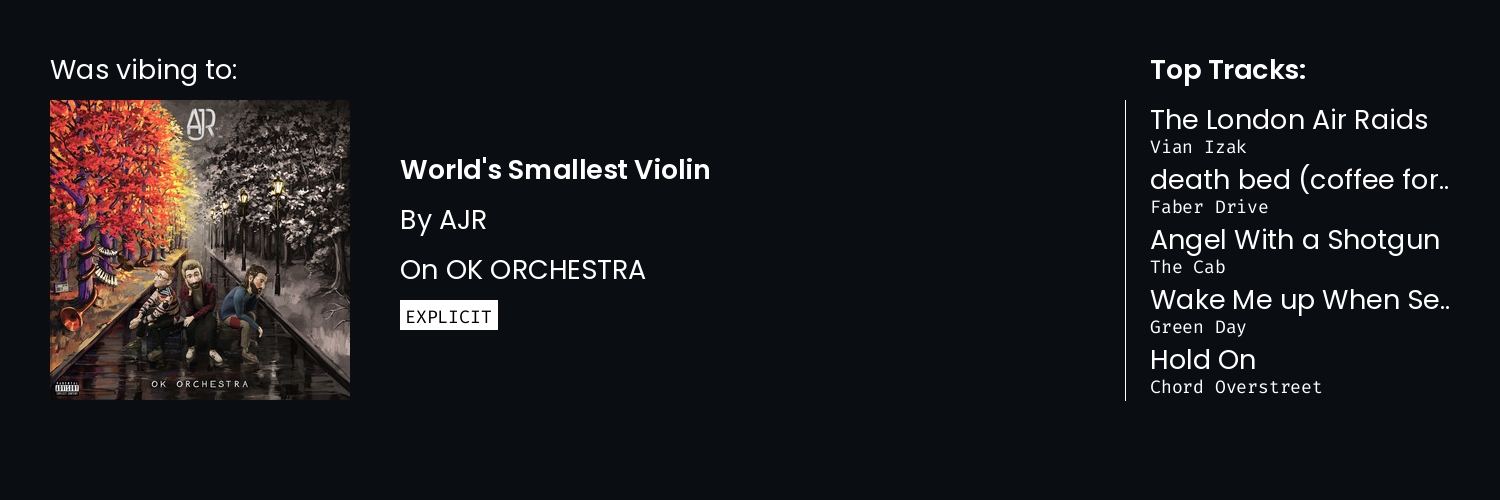 Was vibing to:
AJR
OK ORCHESTRA
World's Smallest Violin
By AJR
On OK ORCHESTRA
EXPLICIT
Top Tracks:
The London Air Raids
Vian Izak
death bed (coffee for..
Faber Drive
Angel With a Shotgun
The Cab
Wake Me up When Se..
Green Day
Hold On
Chord Overstreet